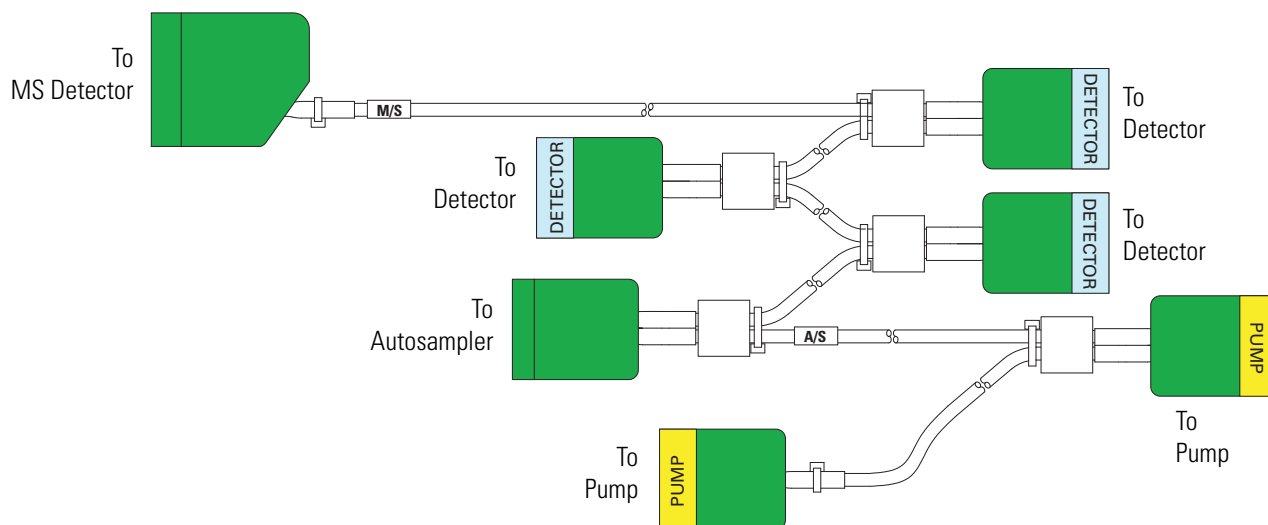 To
MS Detector
M/S
DETECTOR
To
Detector
To
Detector
DETECTOR
DETECTOR
To
Detector
To
Autosampler
A/S
PUMP
To
Pump
To
Pump
PUMP